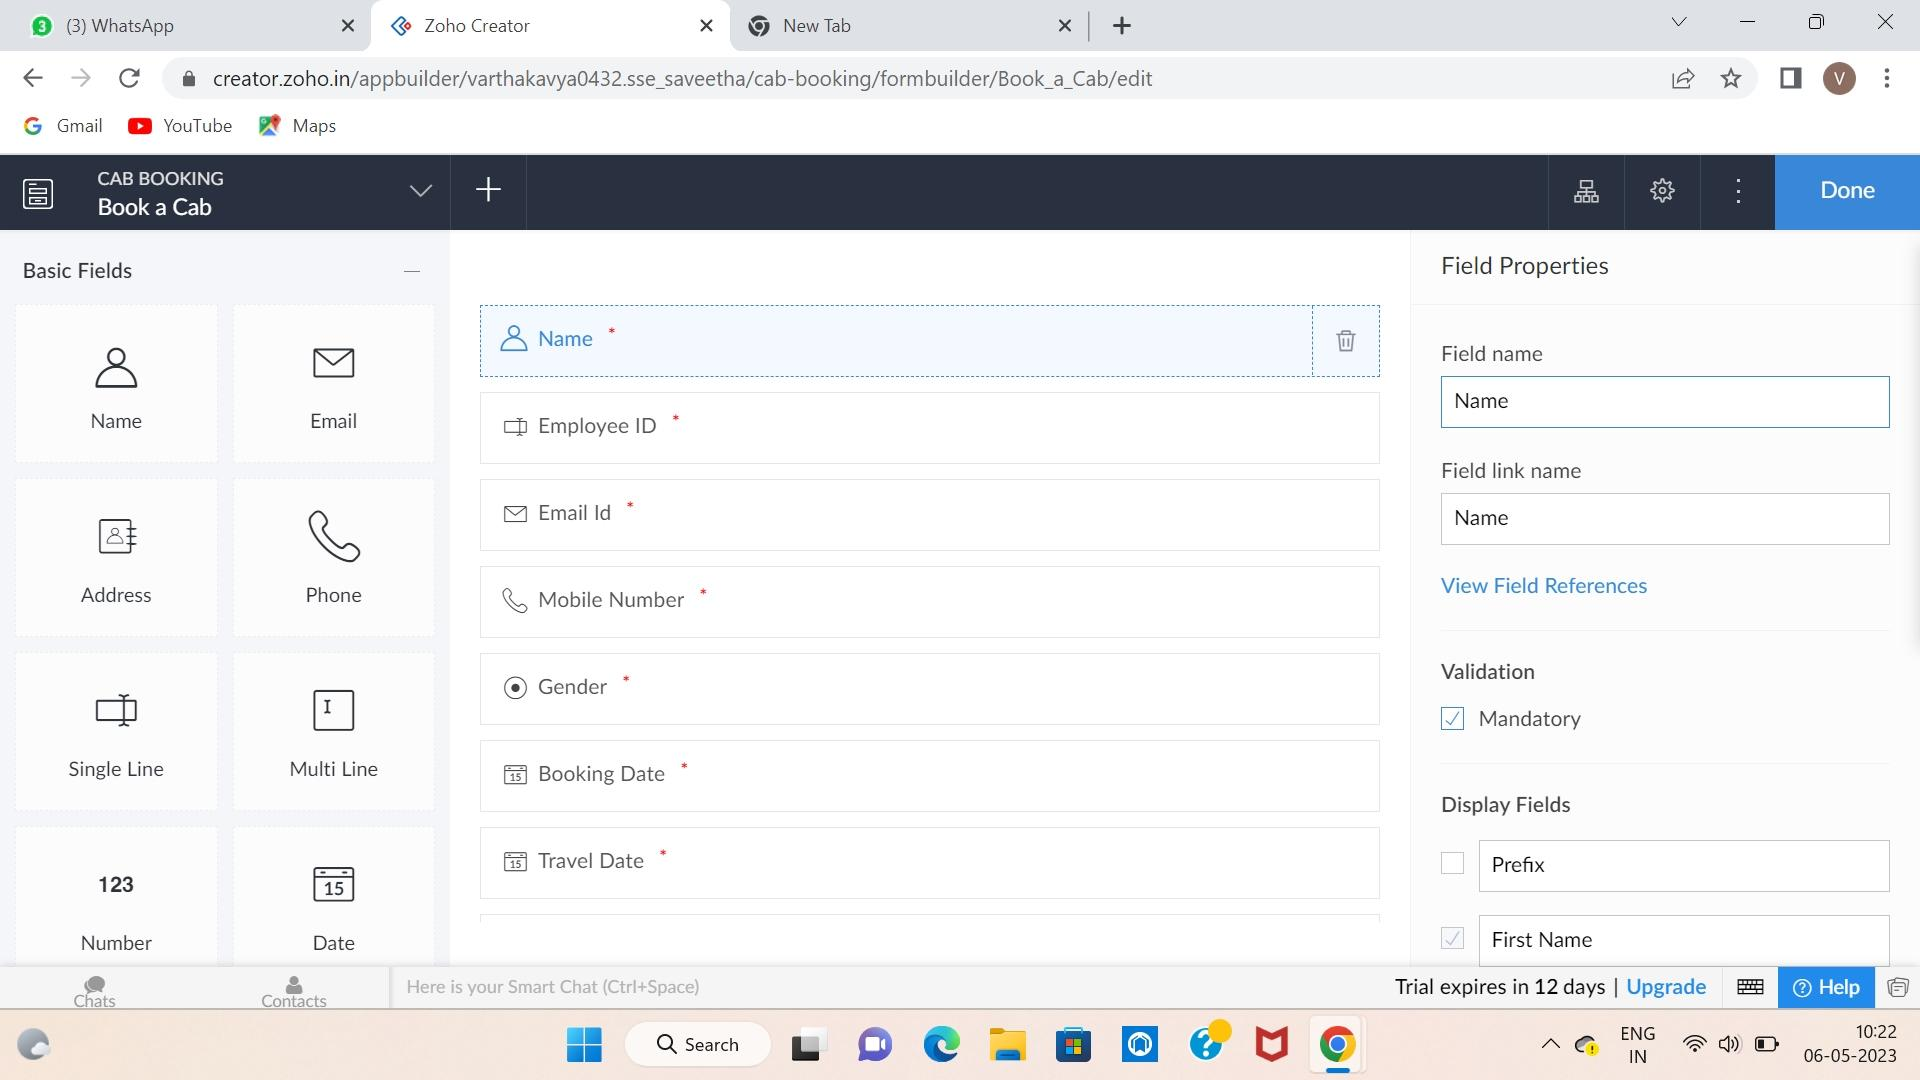 3 (3) WhatsApp
Zoho Creator
New Tab
creator.zoho.in/appbuilder/varthakavya0432.sse_saveetha/cab-booking/formbuilder/Book_a_Cab/edit
V
Gmail
YouTube
Maps
CAB BOOKING
Book a Cab
Done
Basic Fields
Name
Email
Address
Phone
Single Line
Multi Line
123
Number
15
Date
Name *
Employee ID *
Email Id *
Mobile Number *
Gender *
15 Booking Date *
15 Travel Date *
Field Properties
Field name
Name
Field link name
Name
View Field References
Validation
Mandatory
Display Fields
Prefix
First Name
Chats
Contacts
Here is your Smart Chat (Ctrl+Space)
Trial expires in 12 days | Upgrade
Help
Search
ENG
IN
10:22
06-05-2023